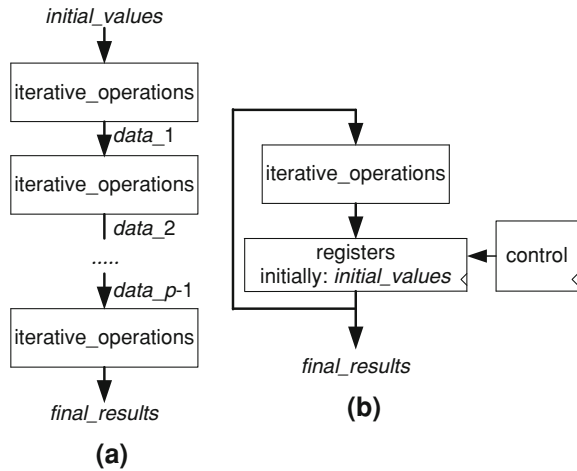 initial_values
iterative_operations
data_1
iterative_operations
data_2
.....
data_p-1
iterative_operations
final_results
(a)
iterative_operations
registers
initially: initial_values
control
final_results
(b)